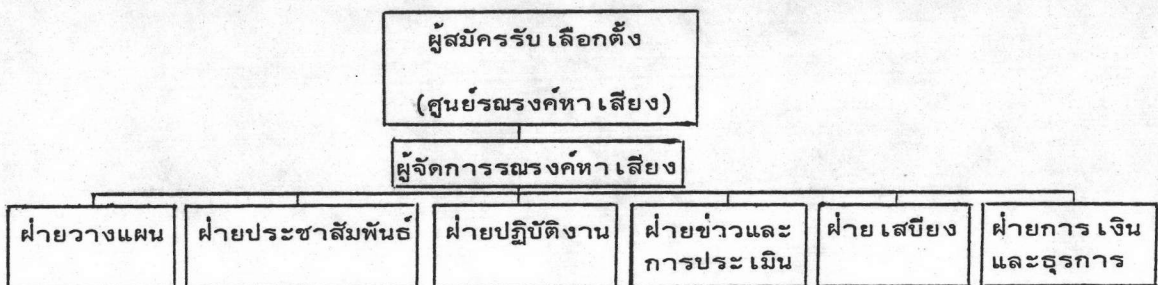 ผู้สมัครรับเลือกตั้ง
(ศูนย์รณรงค์หาเสียง)
ผู้จัดการรณรงค์หาเสียง
ฝ่ายวางแผน
ฝ่ายประชาสัมพันธ์
ฝ่ายปฏิบัติงาน
ฝ่ายข่าวและ
การประเมิน
ฝ่ายเสบียง
ฝ่ายการเงิน
และธุรการ